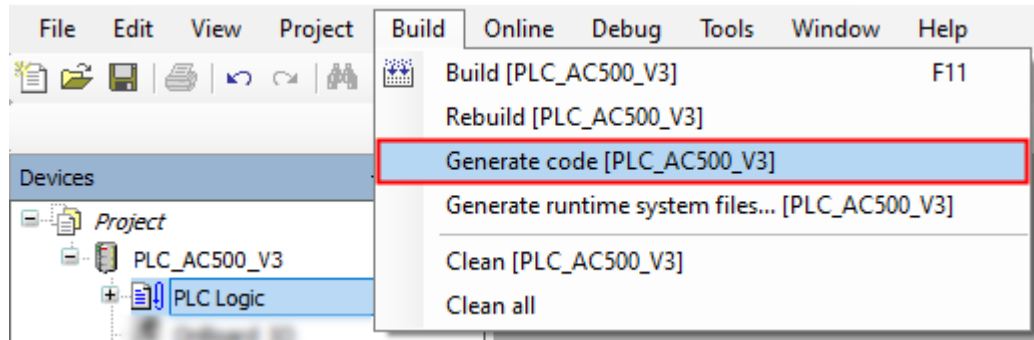 File Edit View Project Build Online Debug Tools Window Help
Build [PLC_AC500_V3] F11
Rebuild [PLC_AC500_V3]
Generate code [PLC_AC500_V3]
Generate runtime system files... [PLC_AC500_V3]
Clean [PLC_AC500_V3]
Clean all
Devices
Project
PLC_AC500_V3
PLC Logic